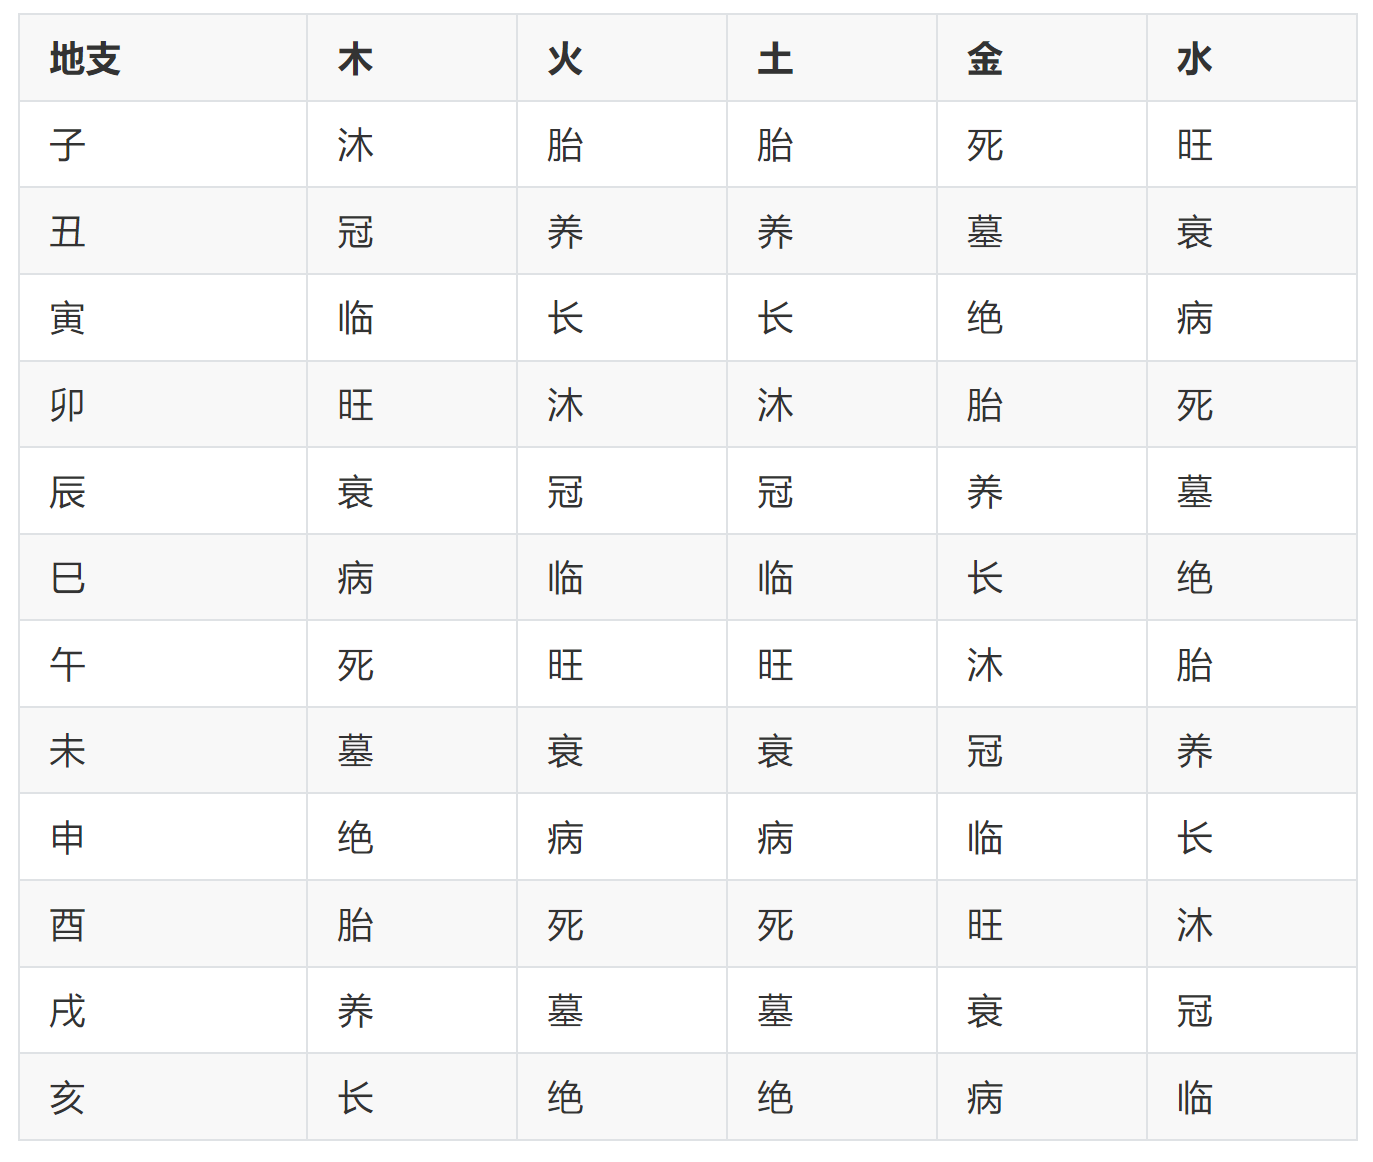 地支 木 火 土 金 水
子 沐 胎 胎 死 旺
丑 冠 养 养 墓 衰
寅 临 长 长 绝 病
卯 旺 沐 沐 胎 死
辰 衰 冠 冠 养 墓
巳 病 临 临 长 绝
午 死 旺 旺 沐 胎
未 墓 衰 衰 冠 养
申 绝 病 病 临 长
酉 胎 死 死 旺 沐
戌 养 墓 墓 衰 冠
亥 长 绝 绝 病 临